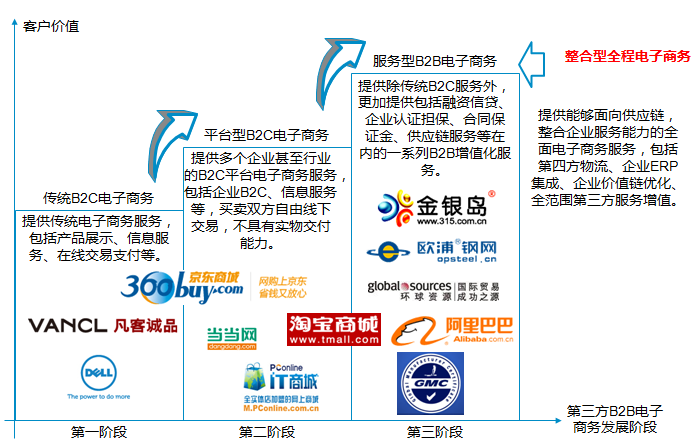 客户价值
服务型B2B电子商务
整合型全程电子商务
提供除传统B2C服务外，
更加提供包括融资信贷、
企业认证担保、合同保
证金、供应链服务等在
内的一系列B2B增值化服
务。
提供能够面向供应链，
整合企业服务能力的全
面电子商务服务，包括
第四方物流、企业ERP
集成、企业价值链优化、
全范围第三方服务增值。
平台型B2C电子商务
提供多个企业甚至行业
的B2C平台电子商务服务，
包括企业B2C、信息服务
等，买卖双方自由线下
交易，不具有实物交付
能力。
传统B2C电子商务
提供传统电子商务服务，
包括产品展示、信息服
务、在线交易支付等。
金银岛
www.315.com.cn
欧浦®钢网
opsteel.cn
global sources 国际贸易
环球资源 成功之源
360buy.com 京东商城
网购上京东
省钱又放心
VANCL 凡客诚品
当当网
dangdang.com
淘宝商城
www.tmall.com
阿里巴巴
Alibaba.com.cn
DELL
The power to do more
PConline
IT商城
全实体店加盟的网上商城
M.PConline.com.cn
Global Manufacturer Certificate
GMC
第一阶段
第二阶段
第三阶段
第三方B2B电子
商务发展阶段